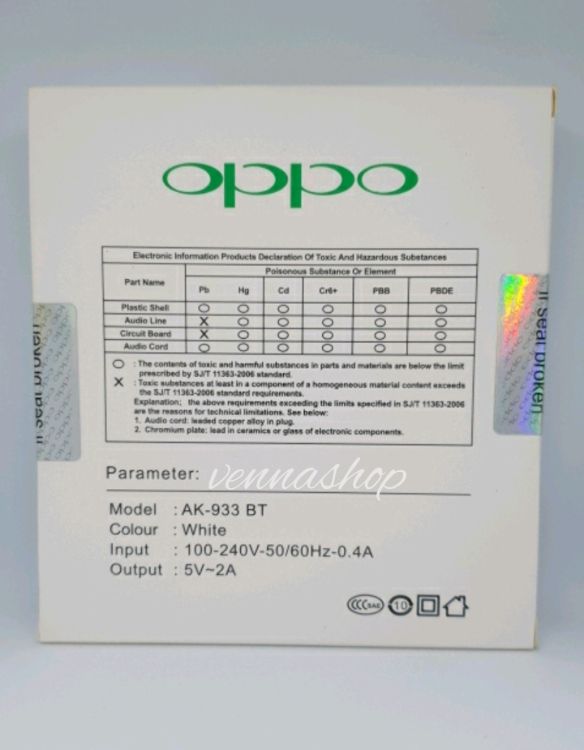 oppo
Electronic Information Products Declaration Of Toxic And Hazardous Substances
Part Name
Poisonous Substance Or Element
Pb Hg Cd Cr6+ PBB PBDE
Plastic Shell O O O O O O
Audio Line X O O O O O
Circuit Board X O O O O O
Audio Cord O O O O O O
O : The contents of toxic and harmful substances in parts and materials are below the limit
prescribed by SJ/T 11363-2006 standard.
X : Toxic substances at least in a component of a homogeneous material content exceeds
the SJ/T 11363-2006 standard requirements.
Explanation; the above requirements exceeding the limits specified in SJ/T 11363-2006
are the reasons for technical limitations. See below:
1. Audio cord: leaded copper alloy in plug.
2. Chromium plate: lead in ceramics or glass of electronic components.
if seal broken
if seal broken
Parameter:
vennashop
Model : AK-933 BT
Colour : White
Input : 100-240V-50/60Hz-0.4A
Output : 5V~2A
CCC S&E 10